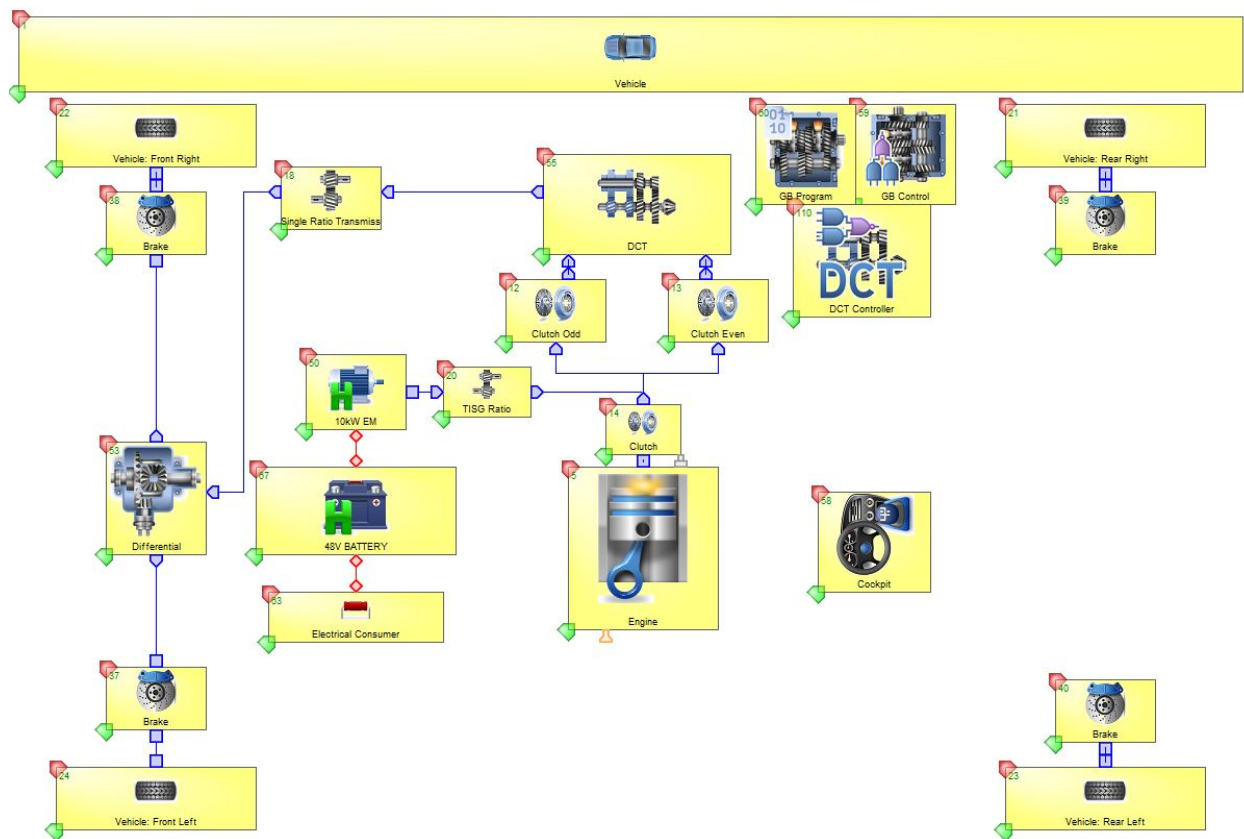 1
Vehicle
22
Vehicle: Front Right
38
Brake
18
Single Ratio Transmiss
55
DCT
60
01
10
GB Program
59
GB Control
110
DCT
DCT Controller
21
Vehicle: Rear Right
39
Brake
12
Clutch Odd
13
Clutch Even
50
10kW EM
20
TISG Ratio
14
Clutch
53
Differential
67
48V BATTERY
5
Engine
58
Cockpit
63
Electrical Consumer
37
Brake
40
Brake
24
Vehicle: Front Left
23
Vehicle: Rear Left